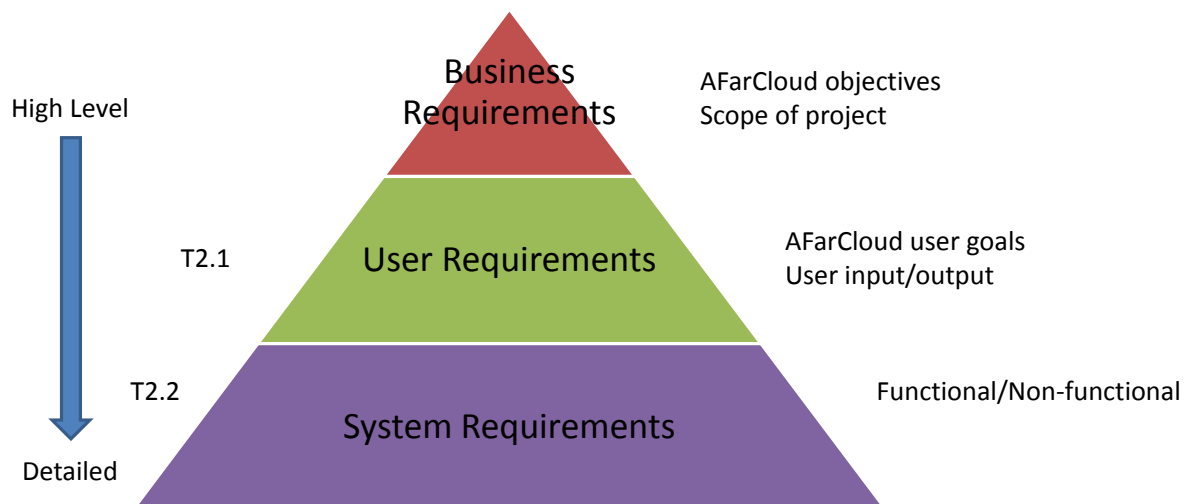 Business
Requirements
AFarCloud objectives
Scope of project
High Level
T2.1
User Requirements
AFarCloud user goals
User input/output
T2.2
System Requirements
Functional/Non-functional
Detailed